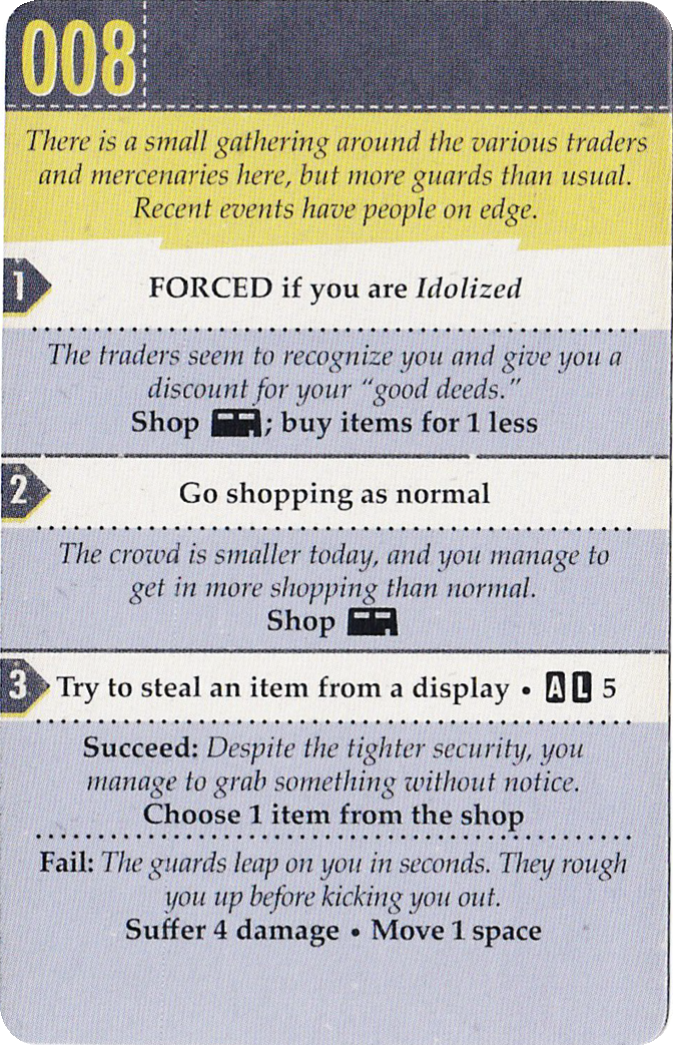 008
There is a small gathering around the various traders
and mercenaries here, but more guards than usual.
Recent events have people on edge.
1
FORCED if you are Idolized
The traders seem to recognize you and give you a
discount for your “good deeds.”
Shop ; buy items for 1 less
2
Go shopping as normal
The crowd is smaller today, and you manage to
get in more shopping than normal.
Shop
3
Try to steal an item from a display • A L 5
Succeed: Despite the tighter security, you
manage to grab something without notice.
Choose 1 item from the shop
Fail: The guards leap on you in seconds. They rough
you up before kicking you out.
Suffer 4 damage • Move 1 space